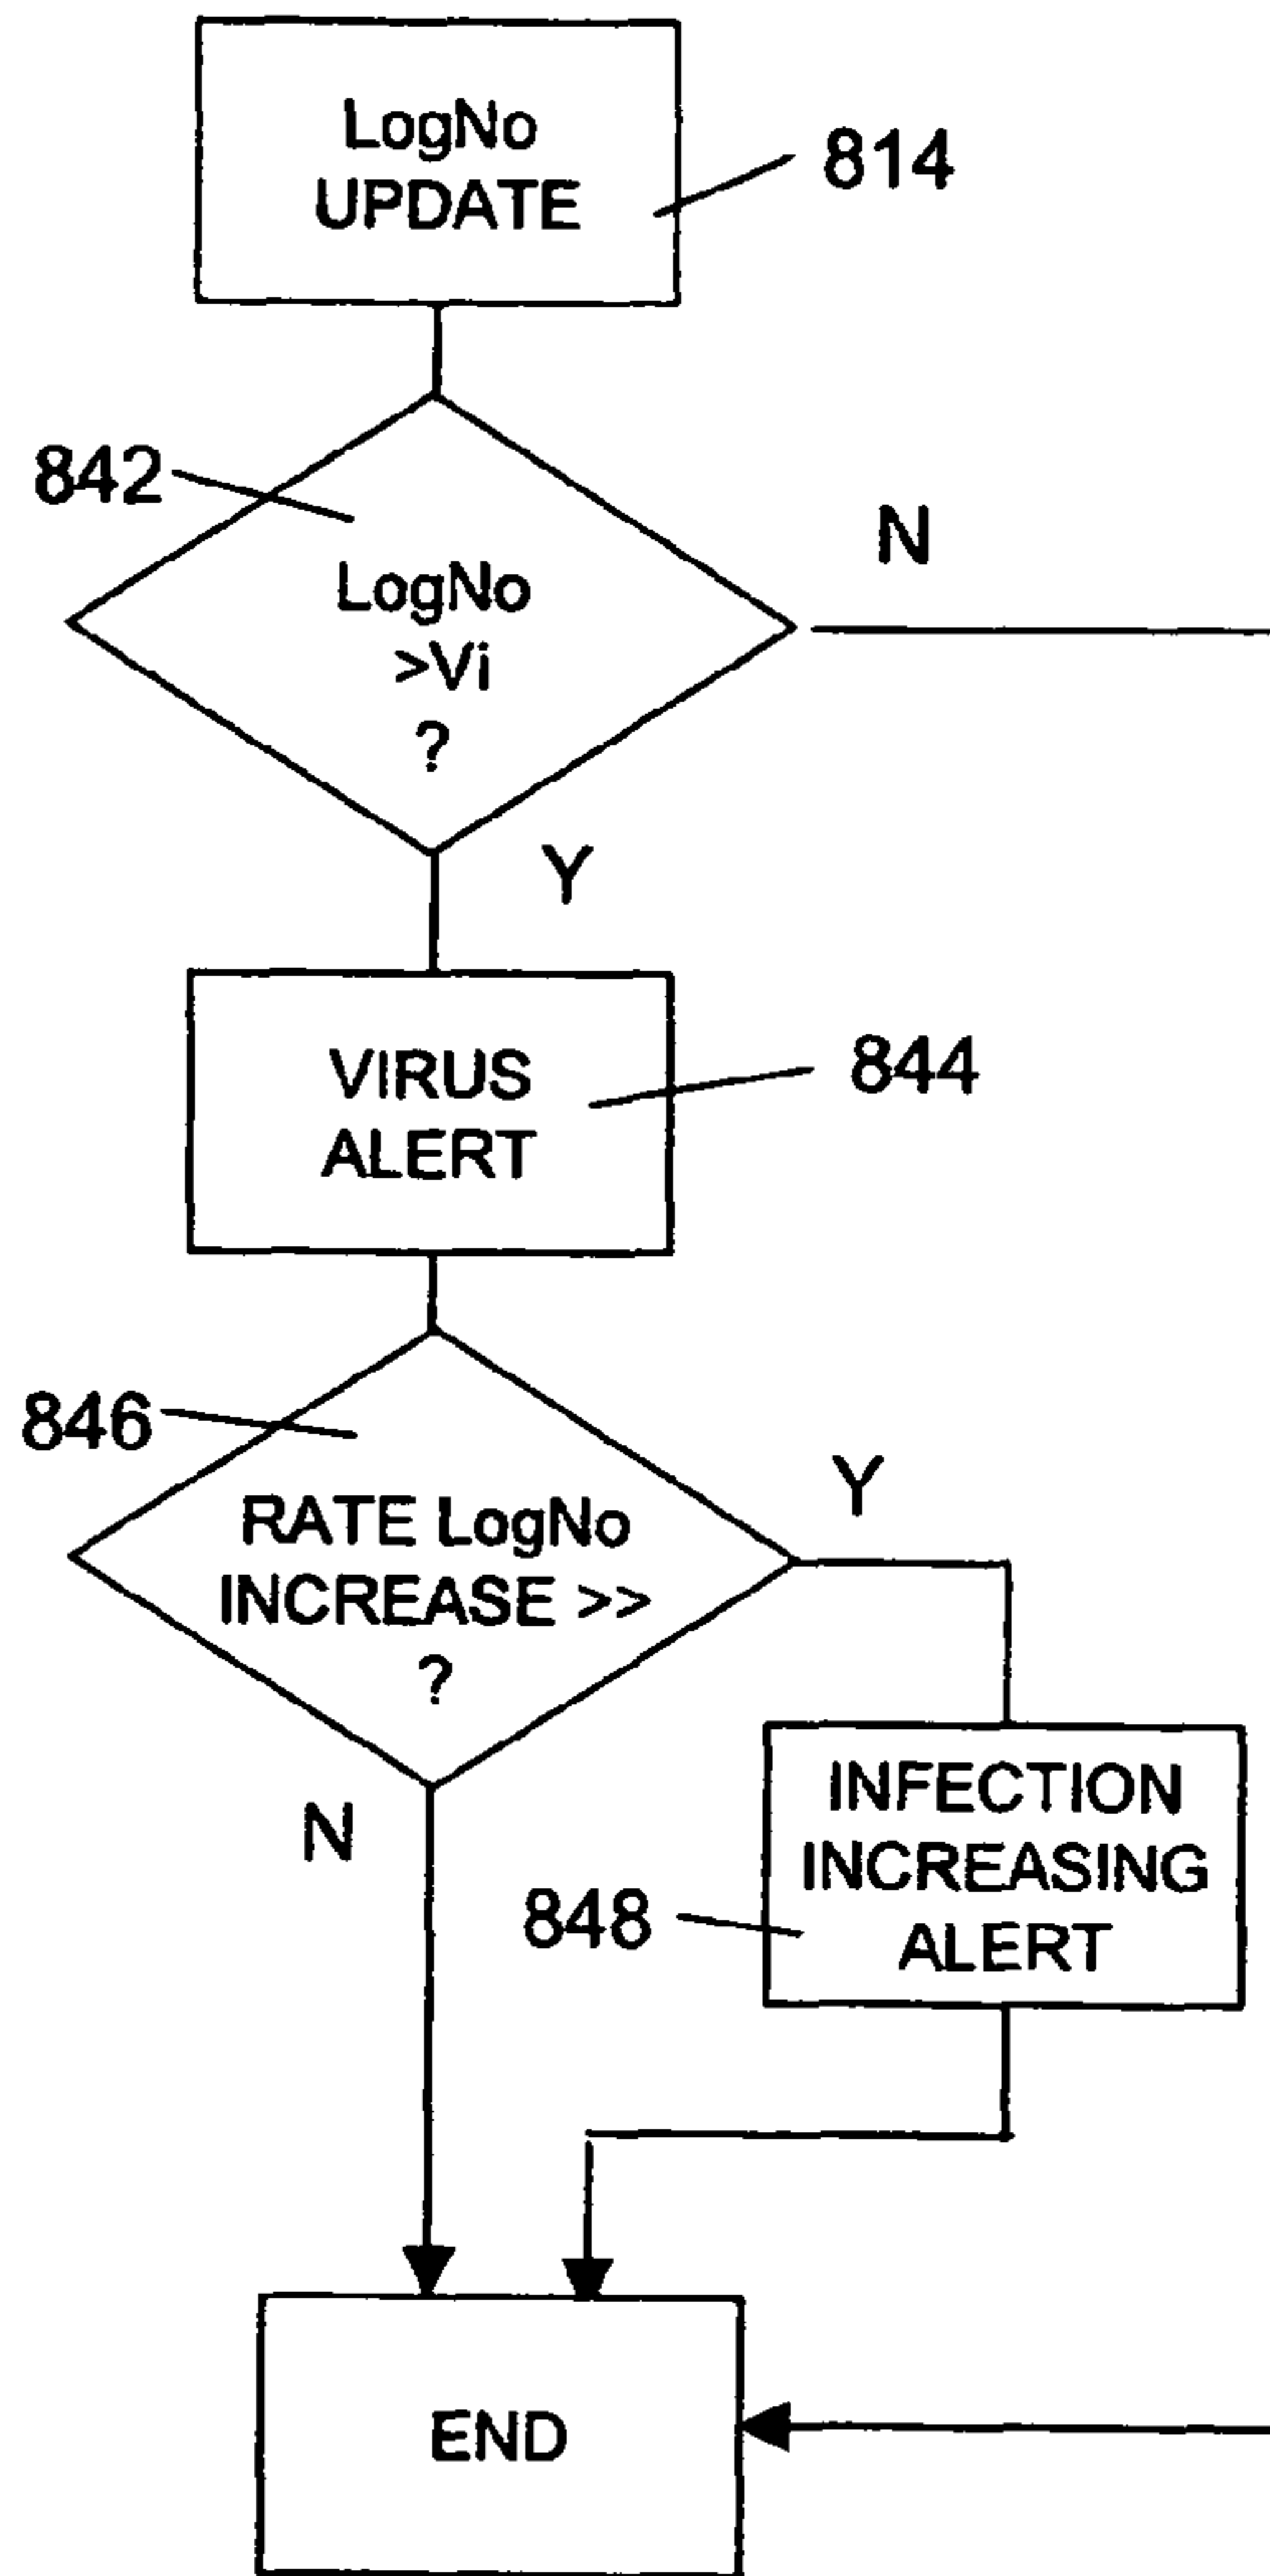 LogNo
UPDATE
814
842
LogNo
>Vi
?
N
Y
VIRUS
ALERT
844
846
RATE LogNo
INCREASE >>
?
Y
N
INFECTION
INCREASING
ALERT
848
END